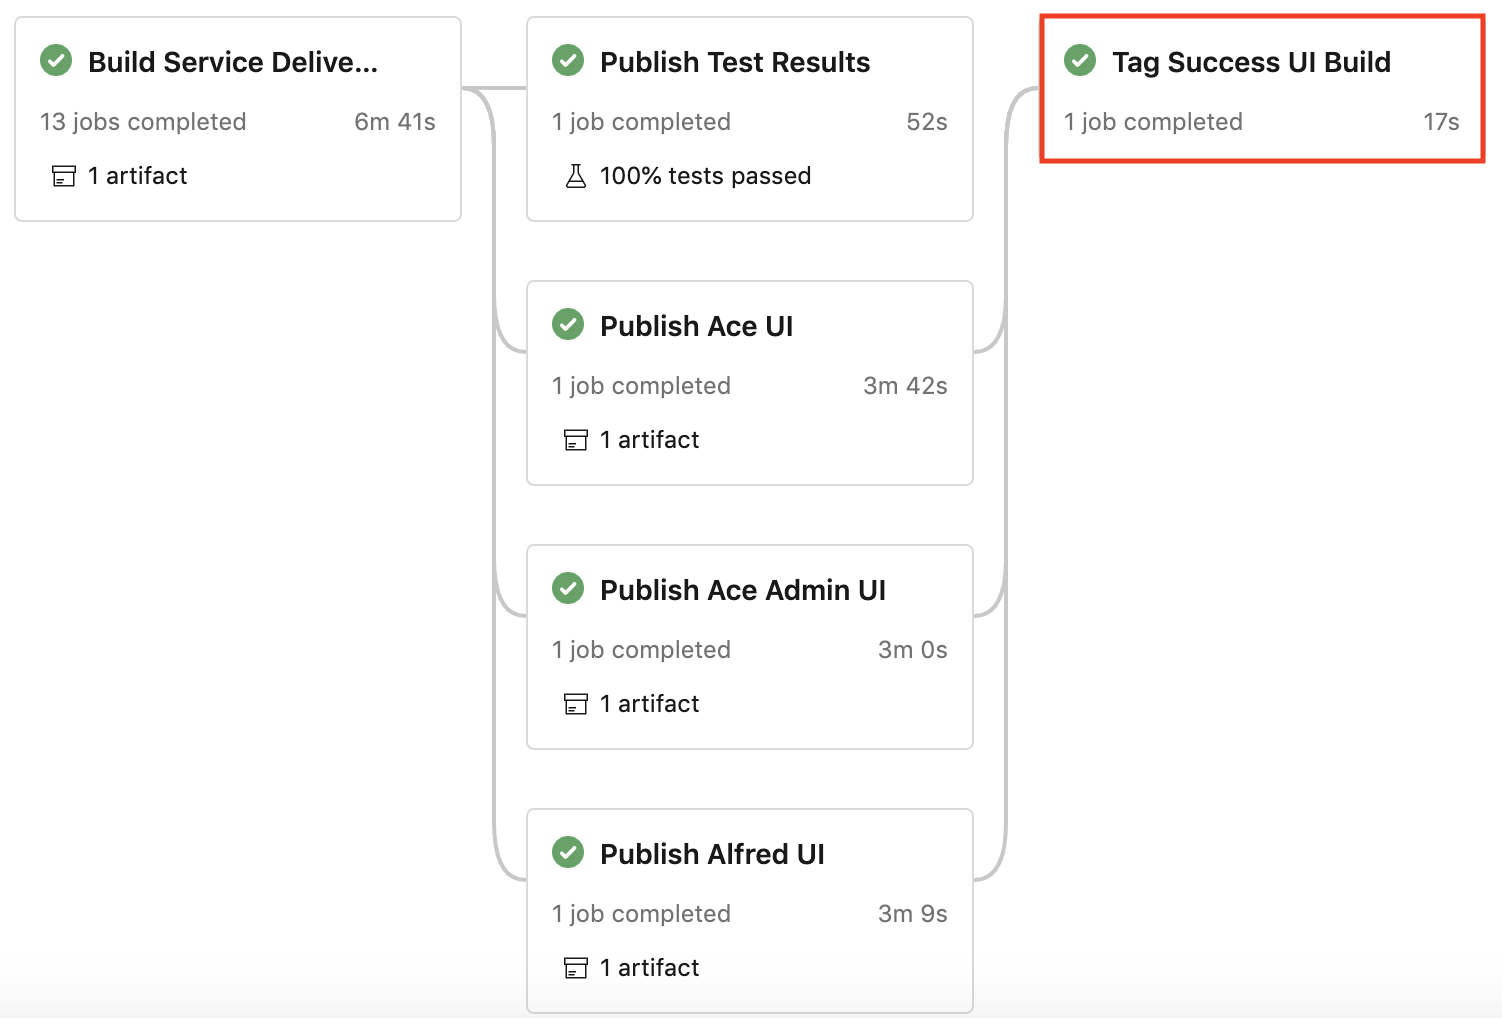 Build Service Delive...
13 jobs completed 6m 41s
1 artifact
Publish Test Results
1 job completed 52s
100% tests passed
Publish Ace UI
1 job completed 3m 42s
1 artifact
Publish Ace Admin UI
1 job completed 3m 0s
1 artifact
Publish Alfred UI
1 job completed 3m 9s
1 artifact
Tag Success UI Build
1 job completed 17s